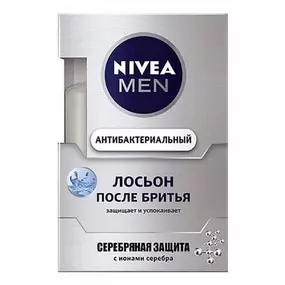 NIVEA
MEN
АНТИБАКТЕРИАЛЬНЫЙ
ЛОСЬОН
ПОСЛЕ БРИТЬЯ
защищает и успокаивает
СЕРЕБРЯНАЯ ЗАЩИТА
с ионами серебра